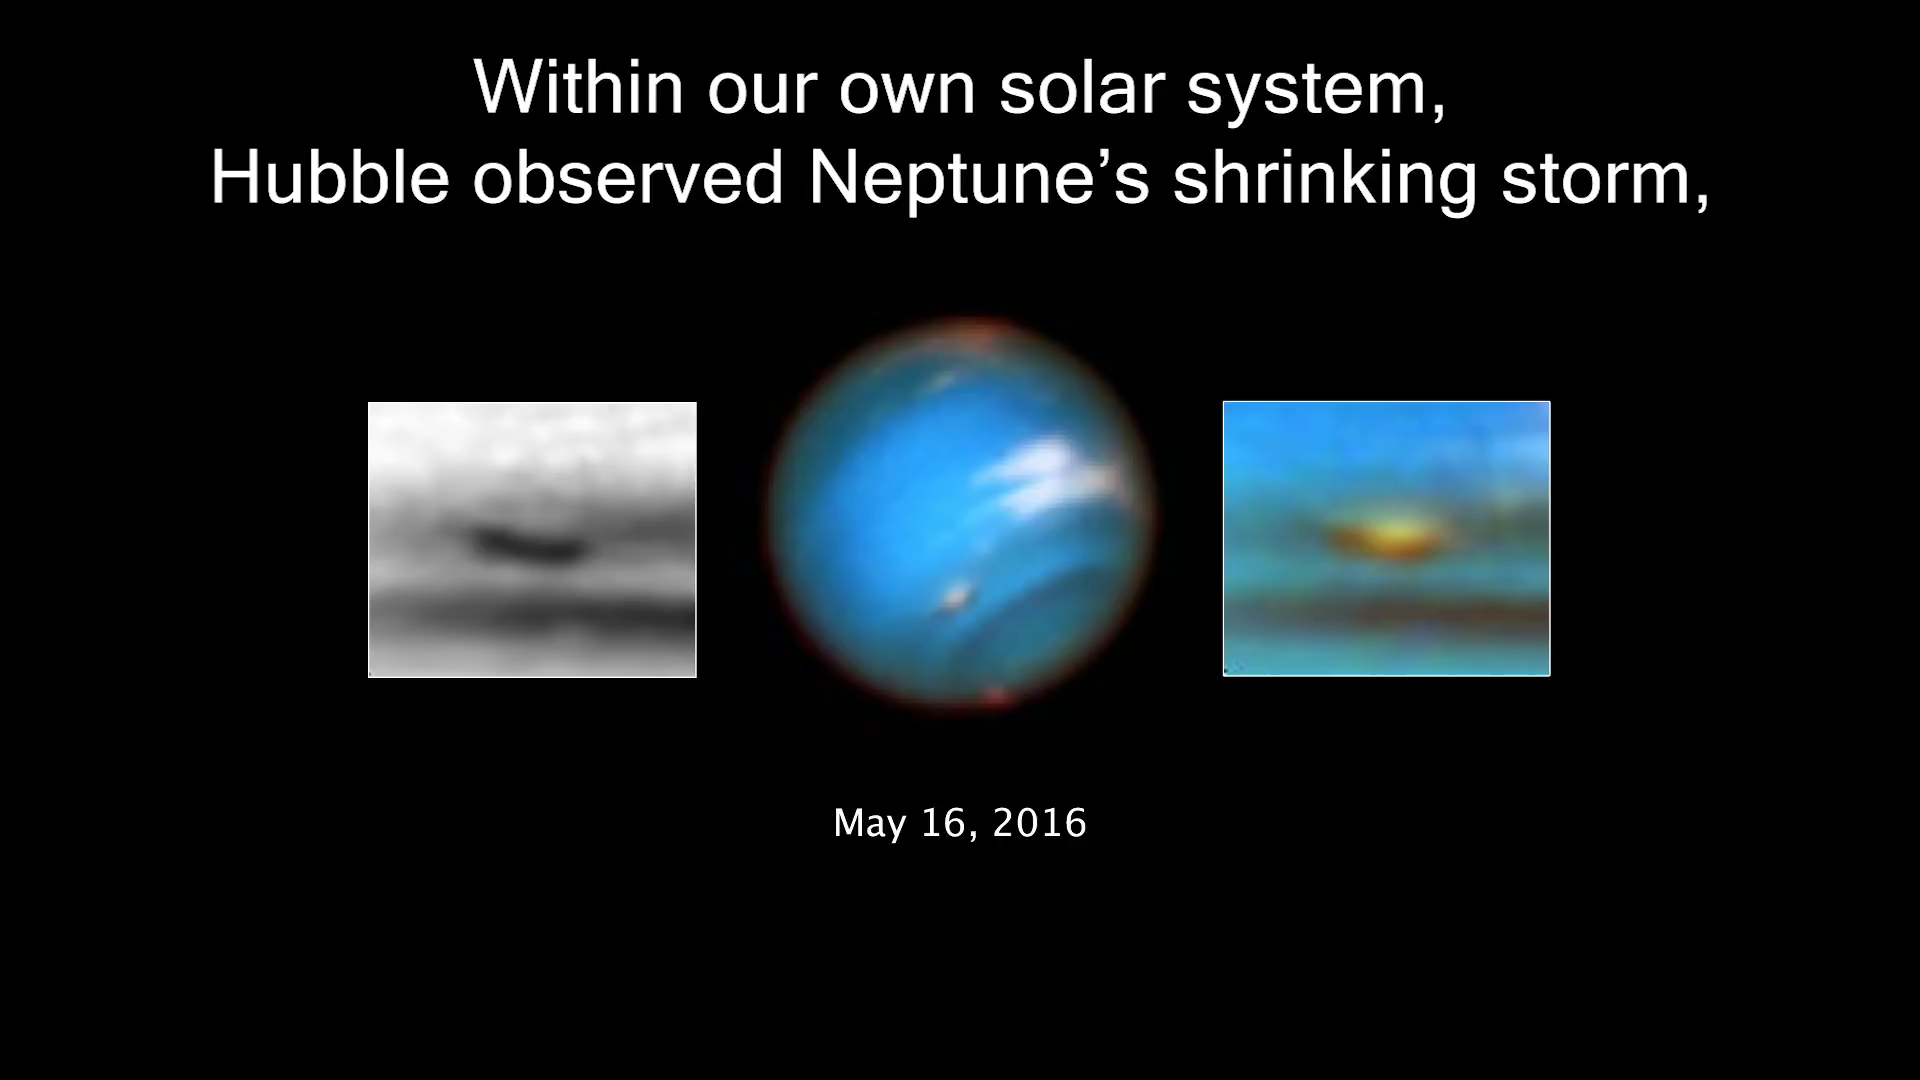 Within our own solar system,
Hubble observed Neptune’s shrinking storm,
May 16, 2016